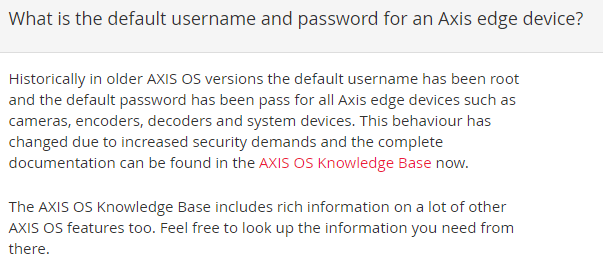 What is the default username and password for an Axis edge device?
Historically in older AXIS OS versions the default username has been root
and the default password has been pass for all Axis edge devices such as
cameras, encoders, decoders and system devices. This behaviour has
changed due to increased security demands and the complete
documentation can be found in the AXIS OS Knowledge Base now.
The AXIS OS Knowledge Base includes rich information on a lot of other
AXIS OS features too. Feel free to look up the information you need from
there.